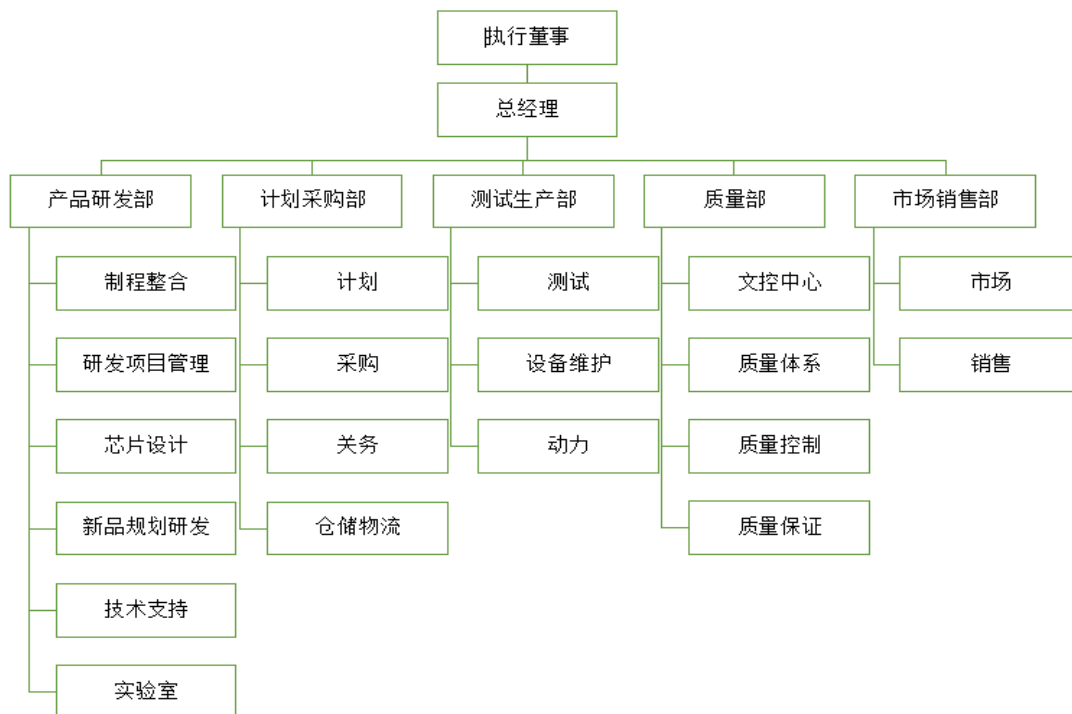 执行董事
总经理
产品研发部
计划采购部
测试生产部
质量部
市场销售部
制程整合
计划
测试
文控中心
市场
研发项目管理
采购
设备维护
质量体系
销售
芯片设计
关务
动力
质量控制
新品规划研发
仓储物流
质量保证
技术支持
实验室